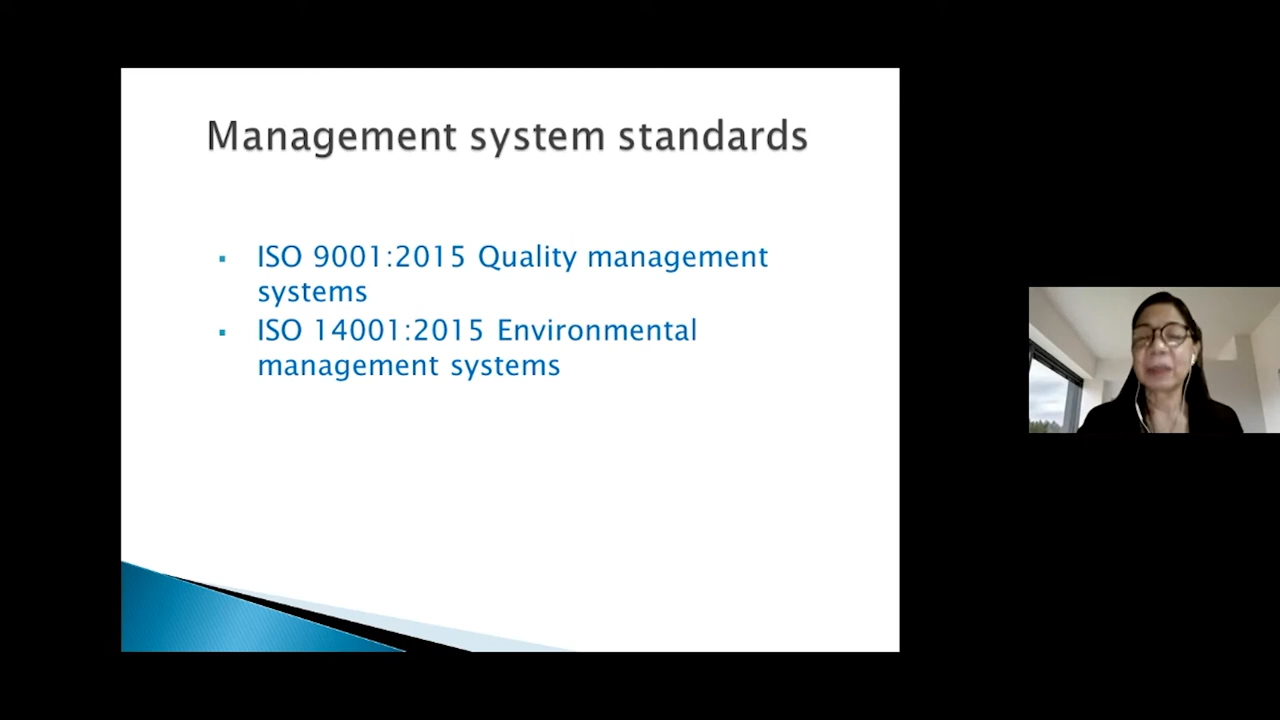 Management system standards
▪ ISO 9001:2015 Quality management
systems
▪ ISO 14001:2015 Environmental
management systems